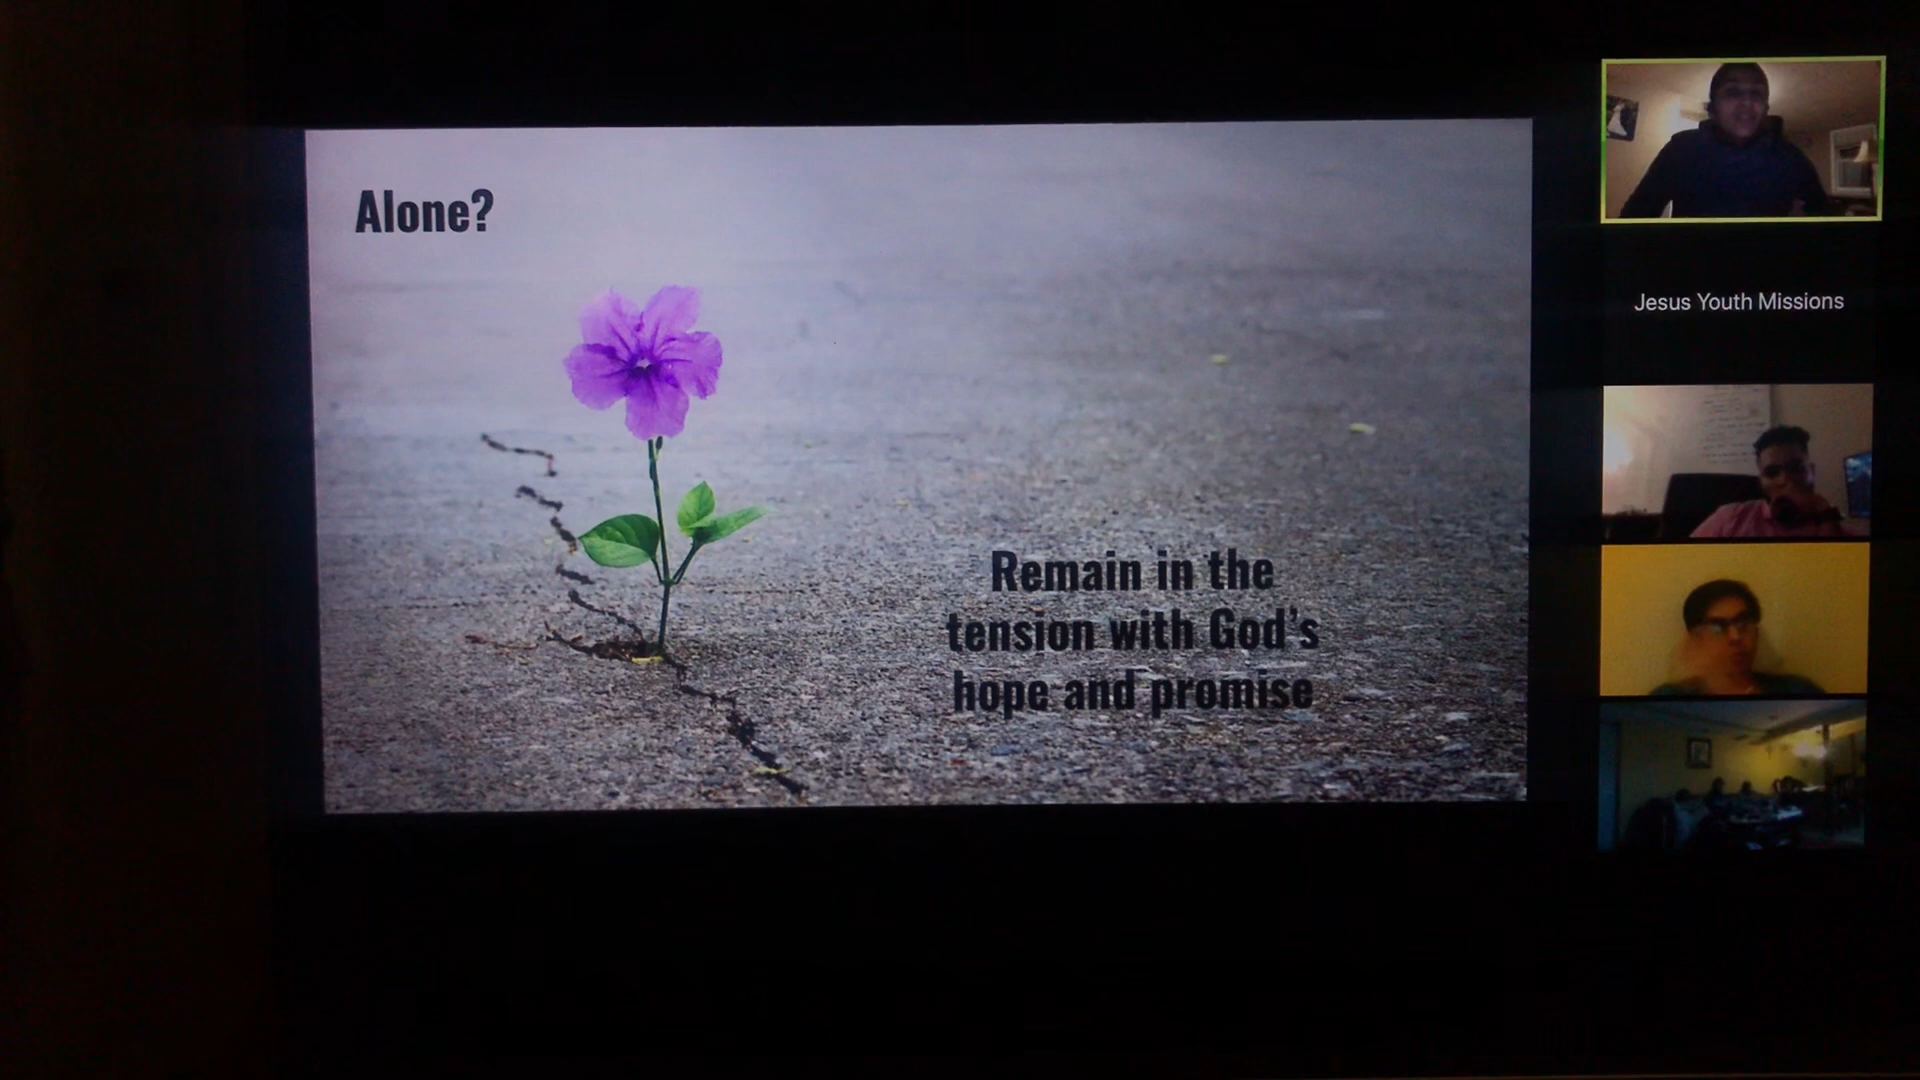 Alone?
Remain in the
tension with God's
hope and promise
Jesus Youth Missions